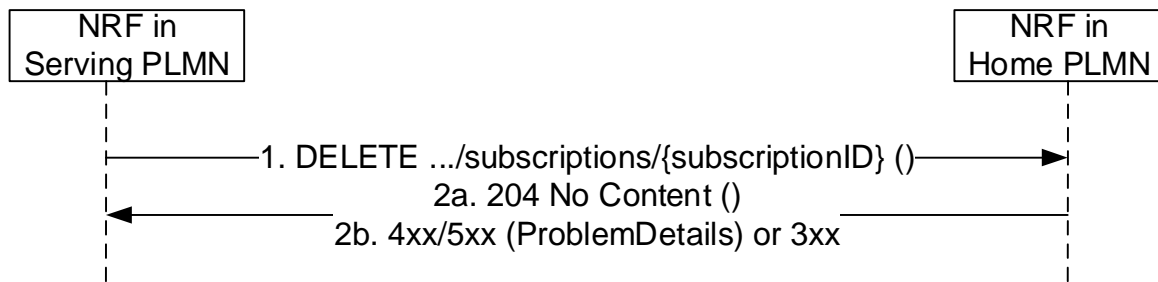 NRF in
Serving PLMN
NRF in
Home PLMN
1. DELETE .../subscriptions/{subscriptionID} ()
2a. 204 No Content ()
2b. 4xx/5xx (ProblemDetails) or 3xx